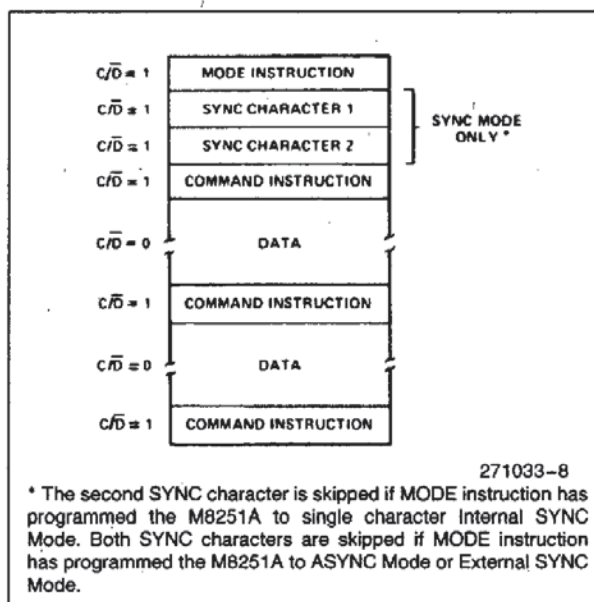 C/D̅ = 1 MODE INSTRUCTION
C/D̅ = 1 SYNC CHARACTER 1
SYNC MODE
ONLY *
C/D̅ = 1 SYNC CHARACTER 2
C/D̅ = 1 COMMAND INSTRUCTION
C/D̅ = 0 DATA
C/D̅ = 1 COMMAND INSTRUCTION
C/D̅ = 0 DATA
C/D̅ = 1 COMMAND INSTRUCTION
271033–8
* The second SYNC character is skipped if MODE instruction has
programmed the M8251A to single character Internal SYNC
Mode. Both SYNC characters are skipped if MODE instruction
has programmed the M8251A to ASYNC Mode or External SYNC
Mode.